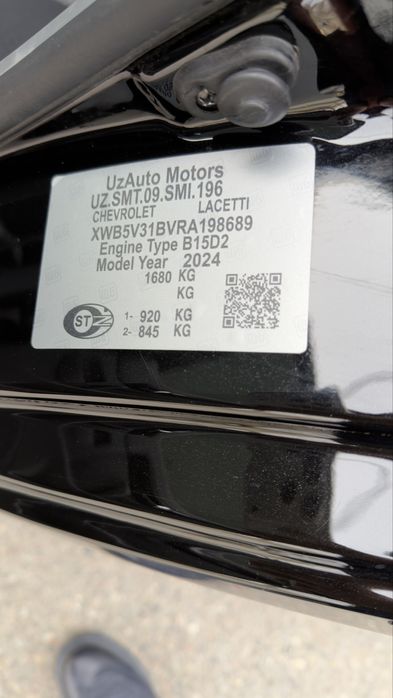 UzAuto Motors
UZ.SMT.09.SMI.196
CHEVROLET LACETTI
XWB5V31BVRA198689
Engine Type B15D2
Model Year 2024
1680 KG
KG
1- 920 KG
2- 845 KG
ST